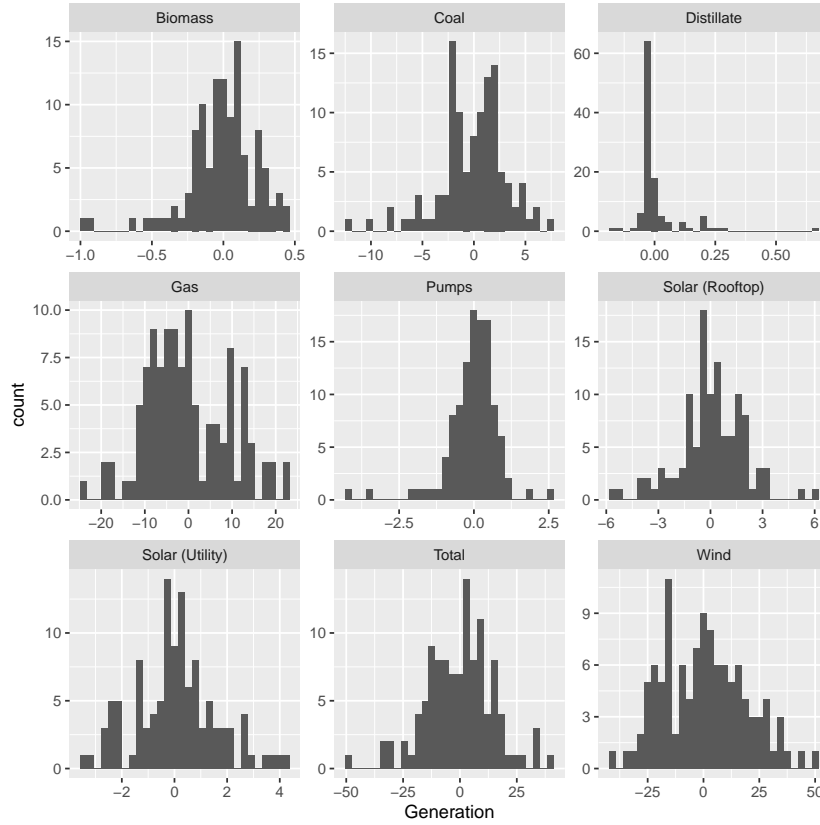 Biomass Coal Distillate
15
10
5
0
−1.0 −0.5 0.0 0.5
15
10
5
0
−10 −5 0 5
60
40
20
0
0.00 0.25 0.50
Gas Pumps Solar (Rooftop)
10.0
7.5
5.0
2.5
0.0
−20 −10 0 10 20
15
10
5
0
−2.5 0.0 2.5
15
10
5
0
−6 −3 0 3 6
Solar (Utility) Total Wind
10
5
0
−2 0 2 4
10
5
0
−50 −25 0 25
9
6
3
0
−25 0 25 50
count
Generation